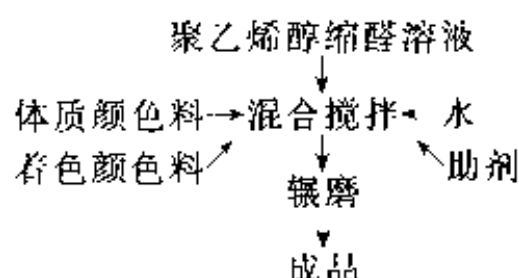 聚乙烯醇缩醛溶液
体质颜色料→混合搅拌←水
着色颜色料 助剂
辗磨
成品